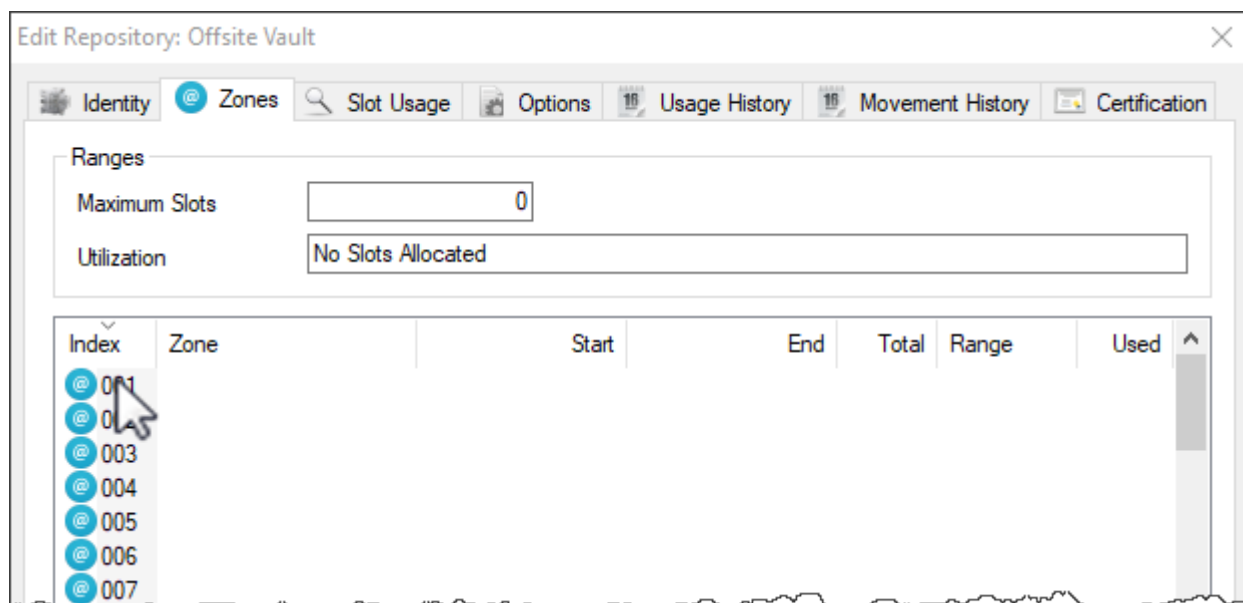 Edit Repository: Offsite Vault
Identity Zones Slot Usage Options Usage History Movement History Certification
Ranges
Maximum Slots 0
Utilization No Slots Allocated
Index Zone Start End Total Range Used
003
004
005
006
007